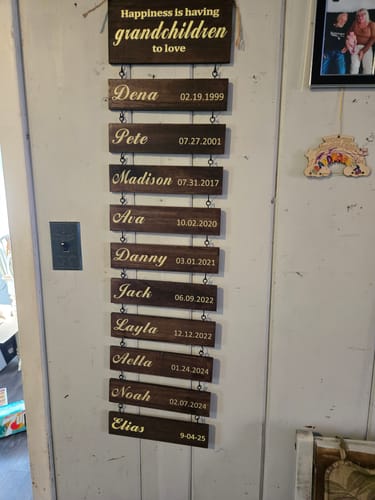 Happiness is having
grandchildren
to love
Dena 02.19.1999
Pete 07.27.2001
Madison 07.31.2017
Ava 10.02.2020
Danny 03.01.2021
Jack 06.09.2022
Layla 12.12.2022
Aella 01.24.2024
Noah 02.07.2024
Elias 9-04-25